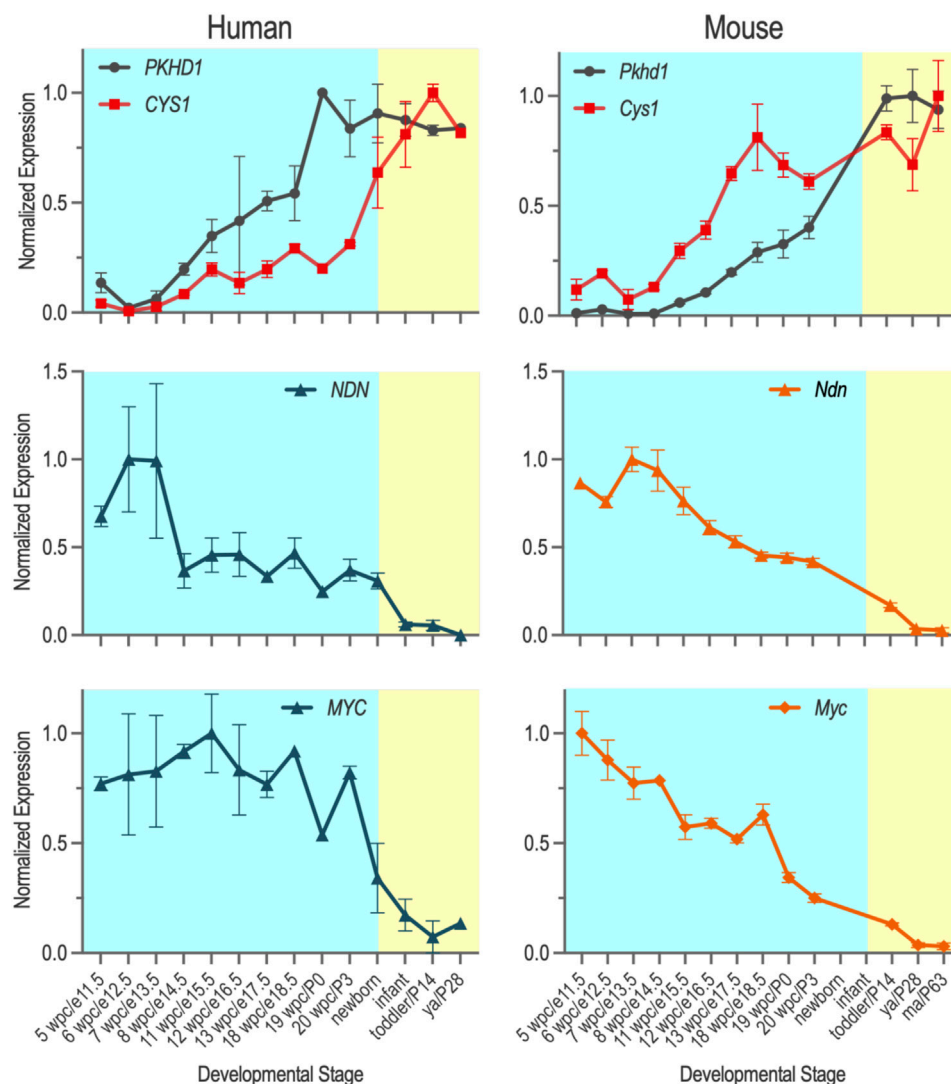 Human
Mouse
Normalized Expression
1.0
0.5
0.0
PKHD1
CYS1
1.0
0.5
0.0
Pkhd1
Cys1
Normalized Expression
1.5
1.0
0.5
0.0
NDN
1.5
1.0
0.5
0.0
Ndn
Normalized Expression
1.0
0.5
0.0
MYC
1.0
0.5
0.0
Myc
5 wpc/e11.5
6 wpc/e12.5
7 wpc/e13.5
8 wpc/e14.5
11 wpc/e15.5
12 wpc/e16.5
13 wpc/e17.5
18 wpc/e18.5
19 wpc/P0
20 wpc/P3
newborn
infant
toddler/P14
ya/P28
Developmental Stage
5 wpc/e11.5
6 wpc/e12.5
7 wpc/e13.5
8 wpc/e14.5
11 wpc/e15.5
12 wpc/e16.5
13 wpc/e17.5
18 wpc/e18.5
19 wpc/P0
20 wpc/P3
newborn
infant
toddler/P14
ya/P28
ma/P63
Developmental Stage